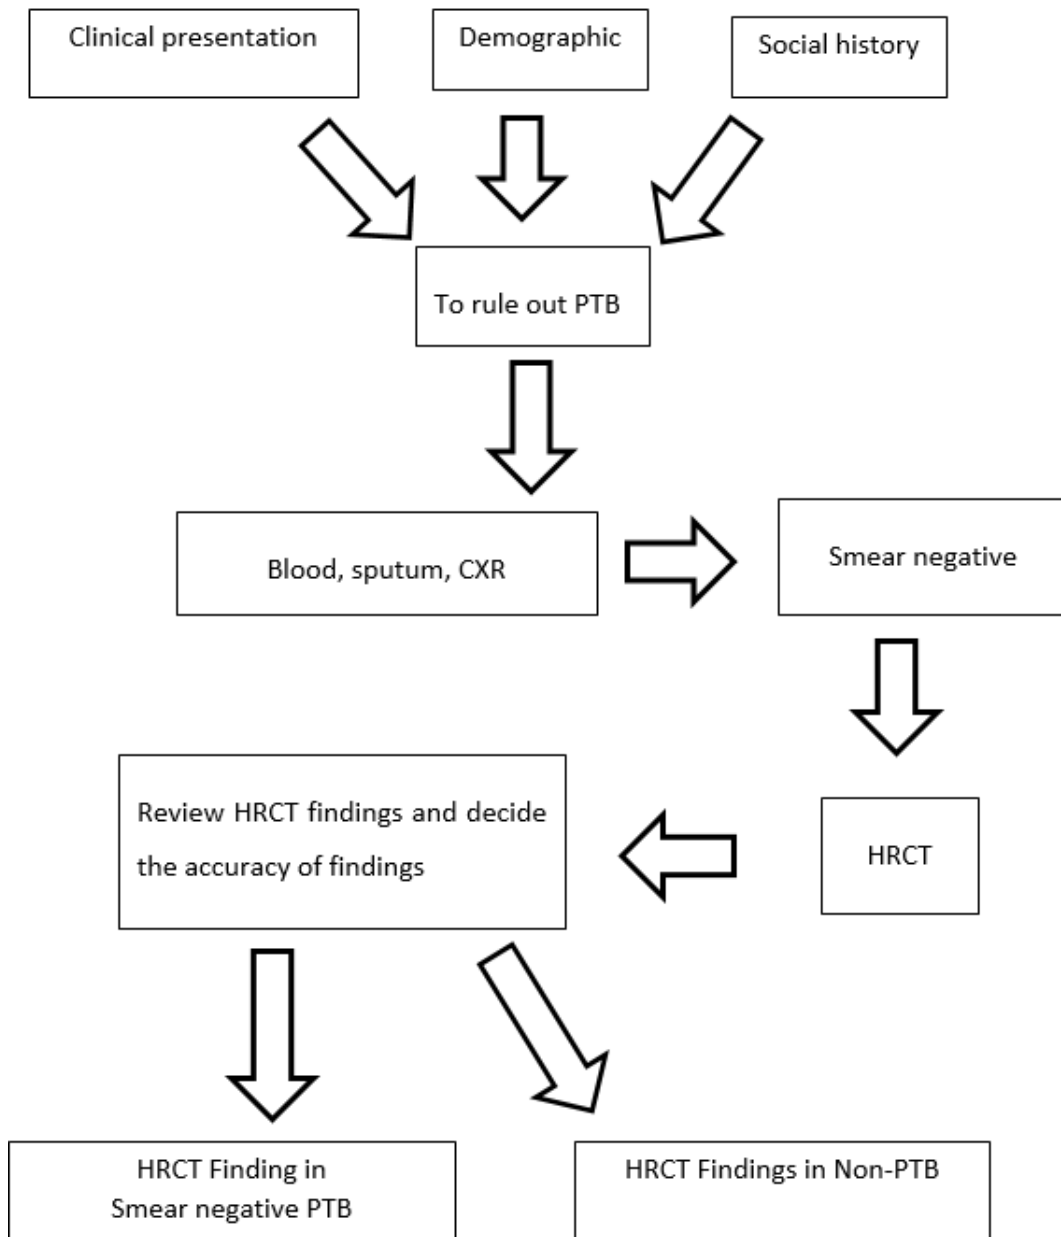 Clinical presentation
Demographic
Social history
To rule out PTB
Blood, sputum, CXR
Smear negative
Review HRCT findings and decide
the accuracy of findings
HRCT
HRCT Finding in
Smear negative PTB
HRCT Findings in Non-PTB